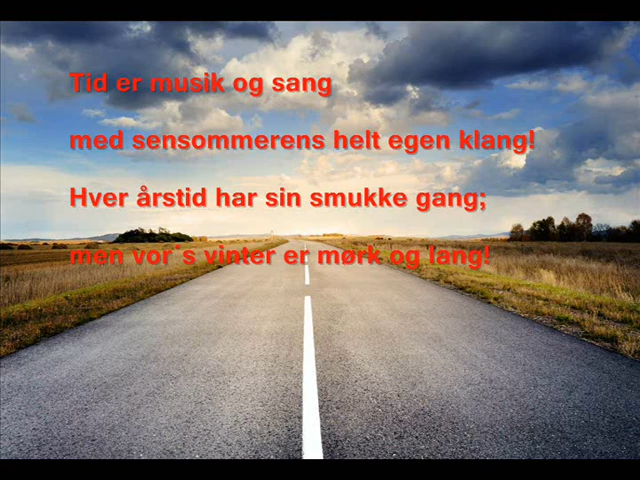 Tid er musik og sang
med sensommerens helt egen klang!
Hver årstid har sin smukke gang;
men vor's vinter er mørk og lang!